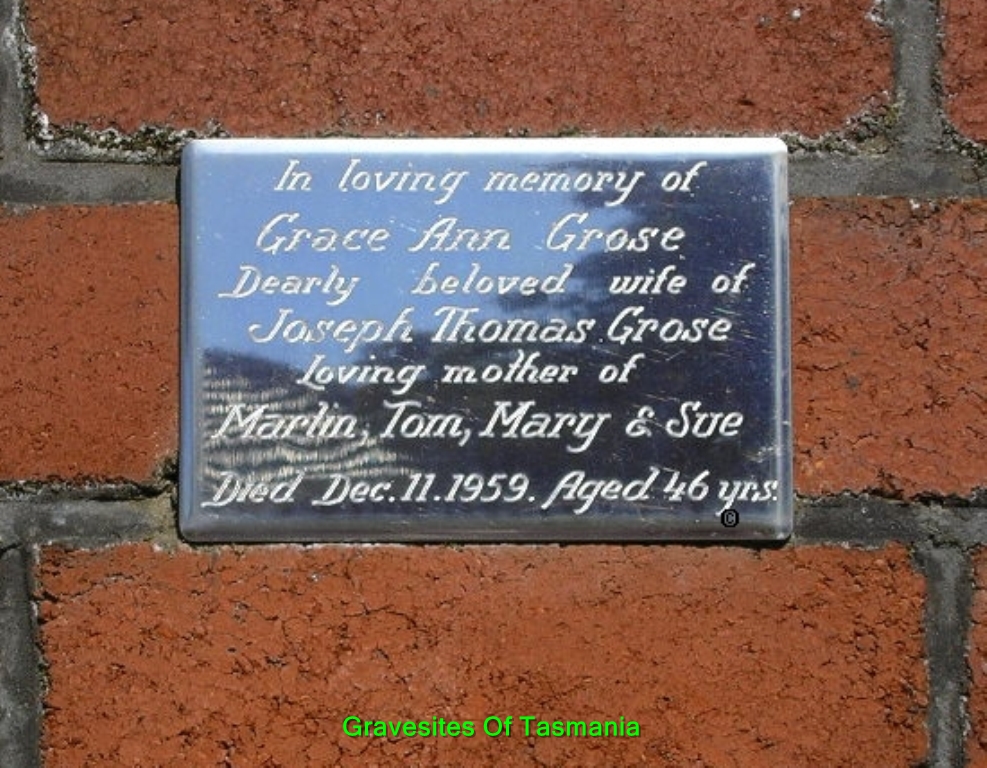 In loving memory of
Grace Ann Grose
Dearly beloved wife of
Joseph Thomas Grose
Loving mother of
Martin, Tom, Mary & Sue
Died Dec. 11. 1959. Aged 46 yrs.
©
Gravesites Of Tasmania